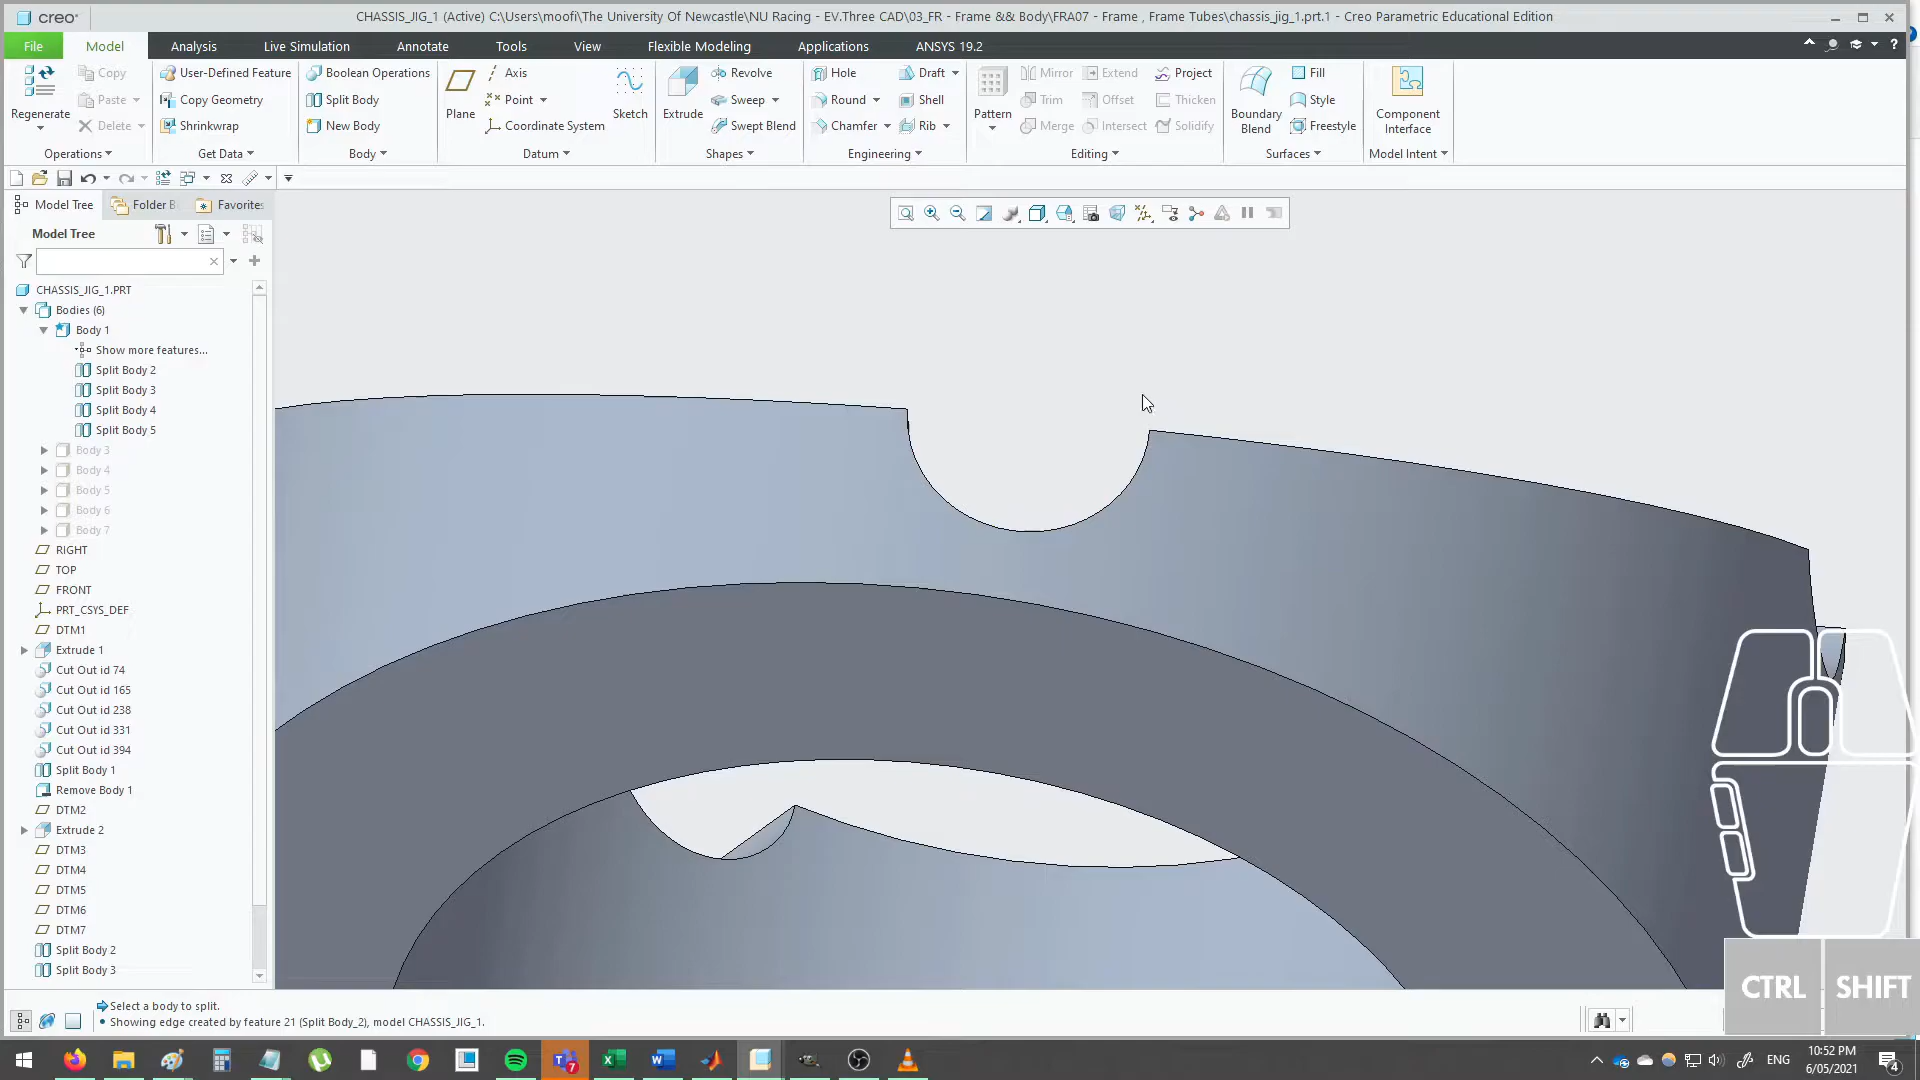 creo CHASSIS_JIG_1 (Active) C:\Users\moofi\The University Of Newcastle\NU Racing - EV.Three CAD\03_FR - Frame && Body\FRA07 - Frame , Frame Tubes\chassis_jig_1.prt.1 - Creo Parametric Educational Edition
File Model Analysis Live Simulation Annotate Tools View Flexible Modeling Applications ANSYS 19.2
Copy User-Defined Feature Boolean Operations Axis Revolve Hole Draft Mirror Extend Project Fill
Paste Copy Geometry Split Body Point Sweep Round Shell Trim Offset Thicken Style
Regenerate Plane Sketch Extrude Pattern Boundary Blend Component Interface
Delete Shrinkwrap New Body Coordinate System Swept Blend Chamfer Rib Merge Intersect Solidify Freestyle
Operations Get Data Body Datum Shapes Engineering Editing Surfaces Model Intent
Model Tree Folder B Favorites
Model Tree
CHASSIS_JIG_1.PRT
Bodies (6)
Body 1
Show more features...
Split Body 2
Split Body 3
Split Body 4
Split Body 5
Body 3
Body 4
Body 5
Body 6
Body 7
RIGHT
TOP
FRONT
PRT_CSYS_DEF
DTM1
Extrude 1
Cut Out id 74
Cut Out id 165
Cut Out id 238
Cut Out id 331
Cut Out id 394
Split Body 1
Remove Body 1
DTM2
Extrude 2
DTM3
DTM4
DTM5
DTM6
DTM7
Split Body 2
Split Body 3
CTRL SHIFT
Select a body to split.
Showing edge created by feature 21 (Split Body_2), model CHASSIS_JIG_1.
7
ENG
10:52 PM
6/05/2021
4